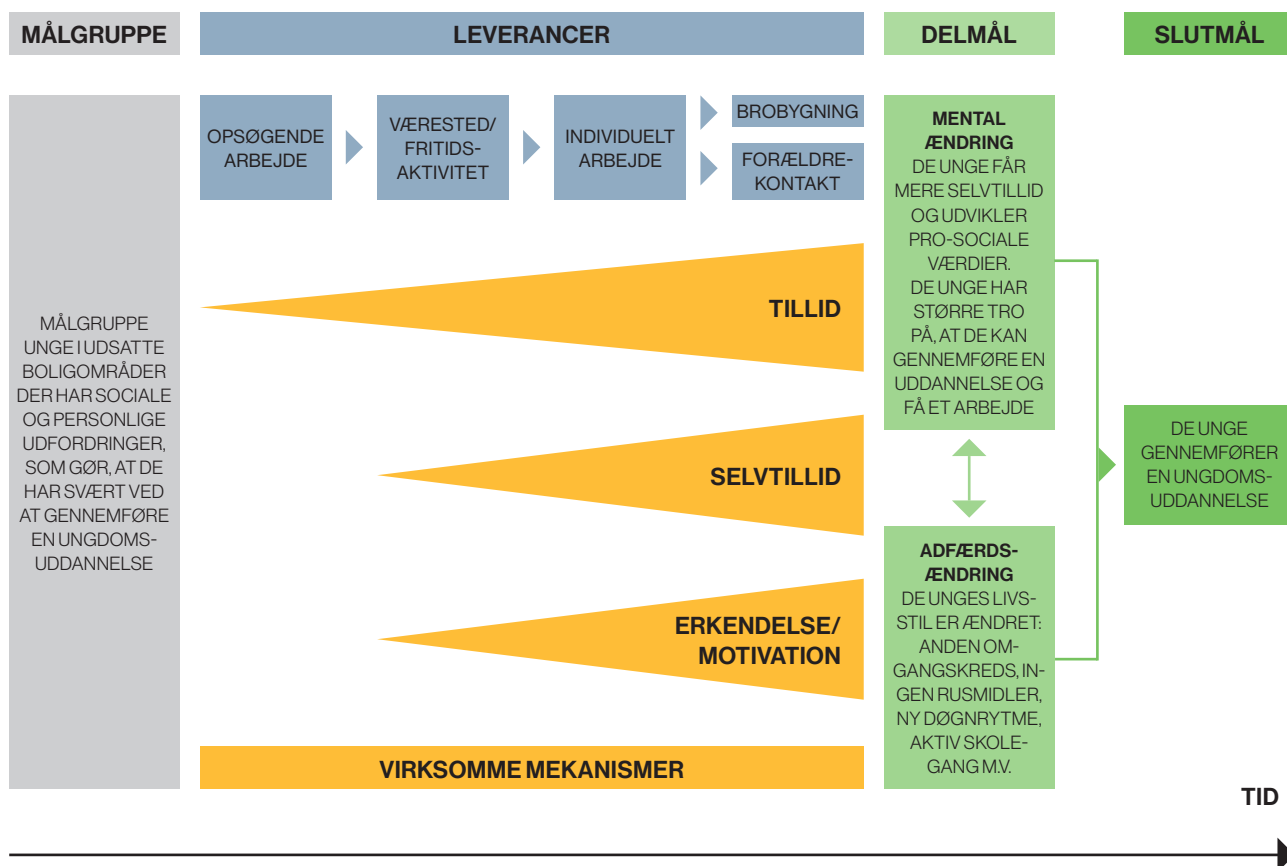 MÅLGRUPPE
LEVERANCER
DELMÅL
SLUTMÅL
MÅLGRUPPE
UNGE I UDSATTE
BOLIGOMRÅDER
DER HAR SOCIALE
OG PERSONLIGE
UDFORDRINGER,
SOM GØR, AT DE
HAR SVÆRT VED
AT GENNEMFØRE
EN UNGDOMS-
UDDANNELSE
OPSØGENDE
ARBEJDE
VÆRESTED/
FRITIDS-
AKTIVITET
INDIVIDUELT
ARBEJDE
BROBYGNING
FORÆLDRE-
KONTAKT
TILLID
SELVTILLID
ERKENDELSE/
MOTIVATION
VIRKSOMME MEKANISMER
MENTAL
ÆNDRING
DE UNGE FÅR
MERE SELVTILLID
OG UDVIKLER
PRO-SOCIALE
VÆRDIER.
DE UNGE HAR
STØRRE TRO
PÅ, AT DE KAN
GENNEMFØRE EN
UDDANNELSE OG
FÅ ET ARBEJDE
ADFÆRDS-
ÆNDRING
DE UNGES LIVS-
STIL ER ÆNDRET:
ANDEN OM-
GANGSKREDS, IN-
GEN RUSMIDLER,
NY DØGNRYTME,
AKTIV SKOLE-
GANG M.V.
DE UNGE
GENNEMFØRER
EN UNGDOMS-
UDDANNELSE
TID